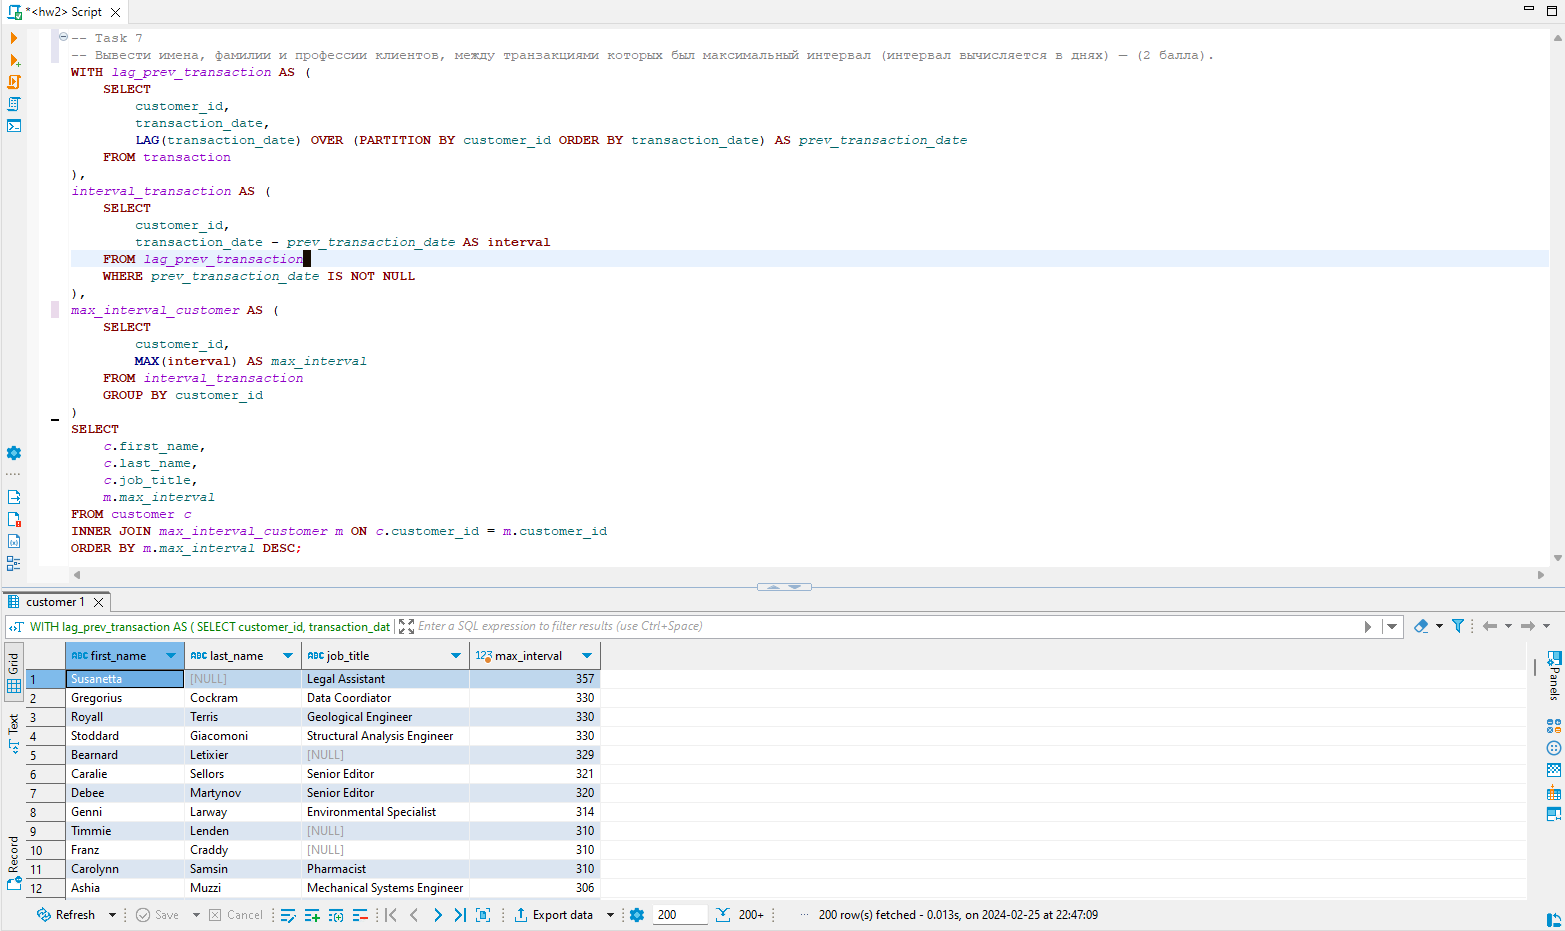 *<hw2> Script
-- Task 7
-- Вывести имена, фамилии и профессии клиентов, между транзакциями которых был максимальный интервал (интервал вычисляется в днях) — (2 балла).
WITH lag_prev_transaction AS (
    SELECT
        customer_id,
        transaction_date,
        LAG(transaction_date) OVER (PARTITION BY customer_id ORDER BY transaction_date) AS prev_transaction_date
    FROM transaction
),
interval_transaction AS (
    SELECT
        customer_id,
        transaction_date - prev_transaction_date AS interval
    FROM lag_prev_transaction
    WHERE prev_transaction_date IS NOT NULL
),
max_interval_customer AS (
    SELECT
        customer_id,
        MAX(interval) AS max_interval
    FROM interval_transaction
    GROUP BY customer_id
)
SELECT
    c.first_name,
    c.last_name,
    c.job_title,
    m.max_interval
FROM customer c
INNER JOIN max_interval_customer m ON c.customer_id = m.customer_id
ORDER BY m.max_interval DESC;
customer 1
WITH lag_prev_transaction AS ( SELECT customer_id, transaction_dat Enter a SQL expression to filter results (use Ctrl+Space)
Grid
Text
Record
Panels
ABC first_name ABC last_name ABC job_title 123 max_interval
1 Susanetta [NULL] Legal Assistant 357
2 Gregorius Cockram Data Coordiator 330
3 Royall Terris Geological Engineer 330
4 Stoddard Giacomoni Structural Analysis Engineer 330
5 Bearnard Letixier [NULL] 329
6 Caralie Sellors Senior Editor 321
7 Debee Martynov Senior Editor 320
8 Genni Larway Environmental Specialist 314
9 Timmie Lenden [NULL] 310
10 Franz Craddy [NULL] 310
11 Carolynn Samsin Pharmacist 310
12 Ashia Muzzi Mechanical Systems Engineer 306
Refresh Save Cancel Export data 200 200+ ··· 200 row(s) fetched - 0.013s, on 2024-02-25 at 22:47:09